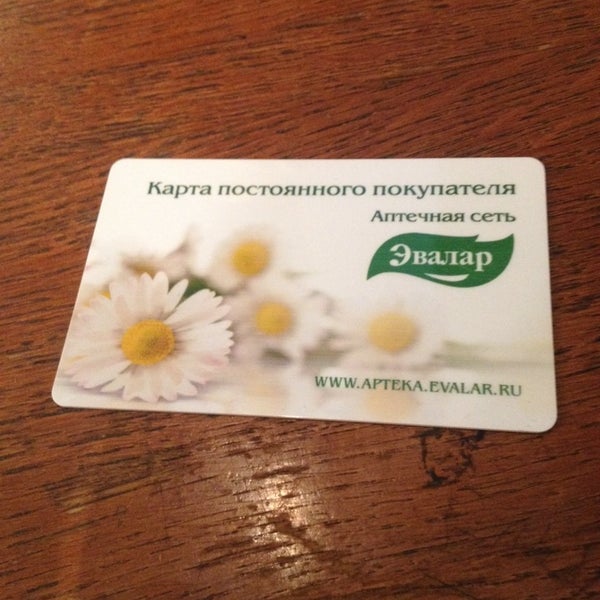 Карта постоянного покупателя
Аптечная сеть
Эвалар
WWW.APTEKA.EVALAR.RU